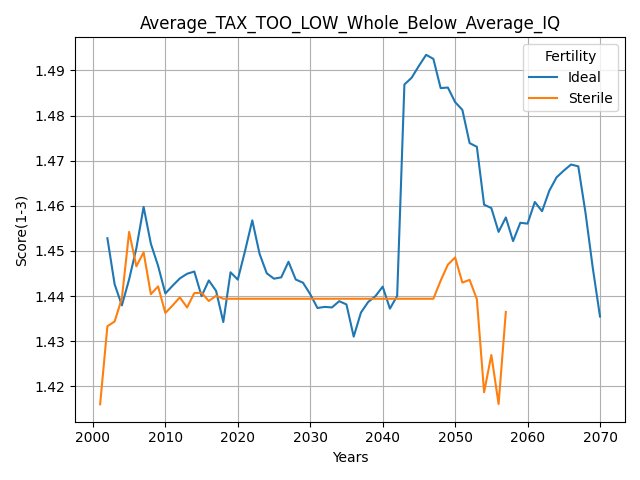 Average_TAX_TOO_LOW_Whole_Below_Average_IQ
Fertility
Ideal
Sterile
Score(1-3)
1.49
1.48
1.47
1.46
1.45
1.44
1.43
1.42
2000 2010 2020 2030 2040 2050 2060 2070
Years